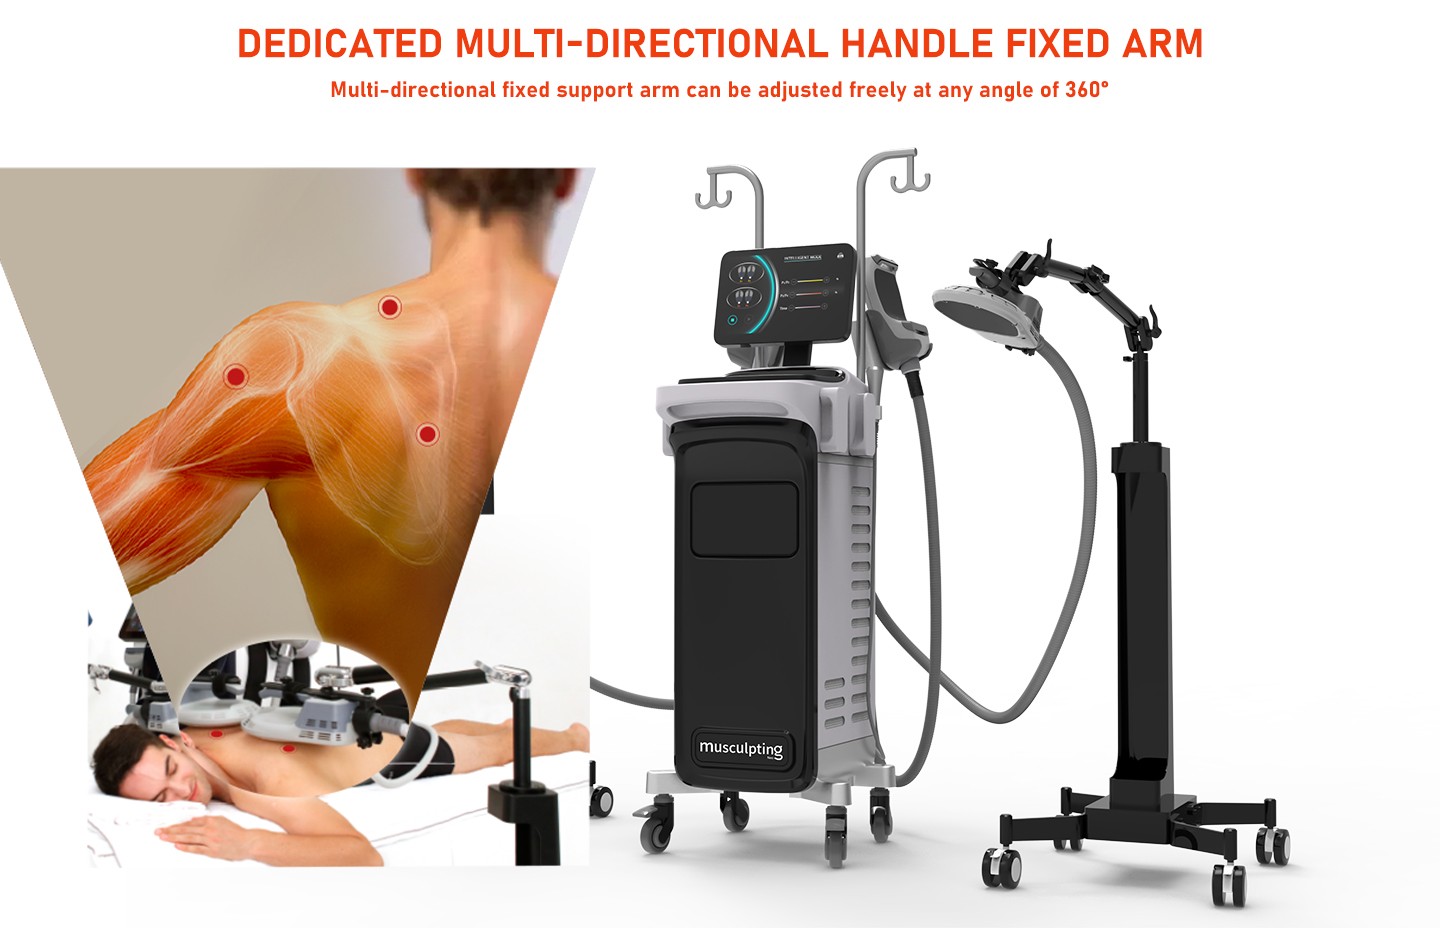 DEDICATED MULTI-DIRECTIONAL HANDLE FIXED ARM
Multi-directional fixed support arm can be adjusted freely at any angle of 360°
musculpting